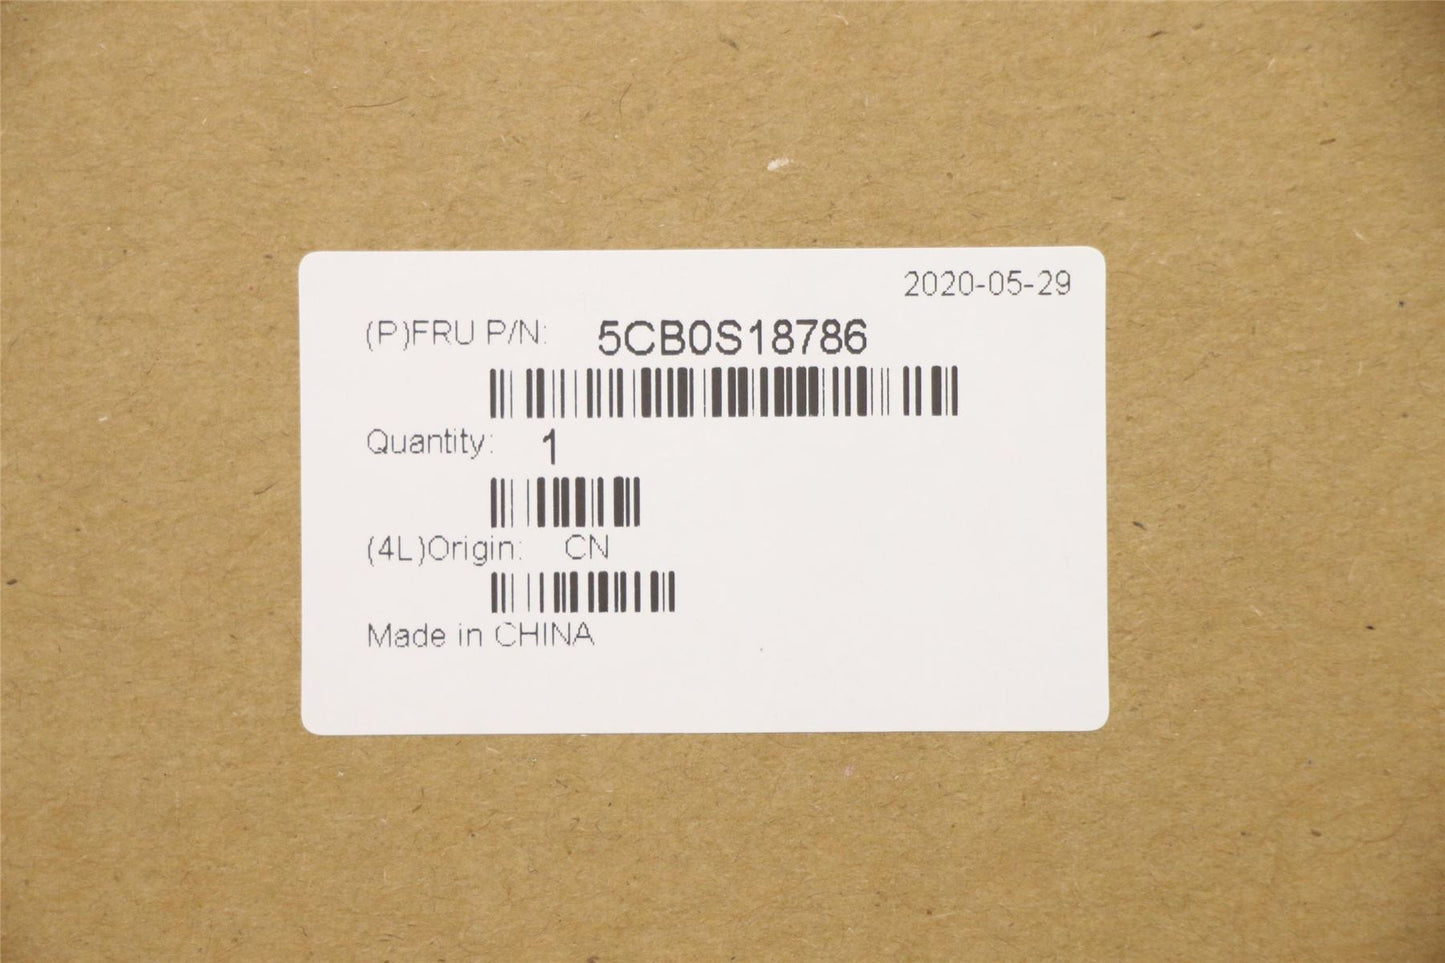 2020-05-29
(P)FRU P/N: 5CB0S18786
Quantity: 1
(4L)Origin: CN
Made in CHINA